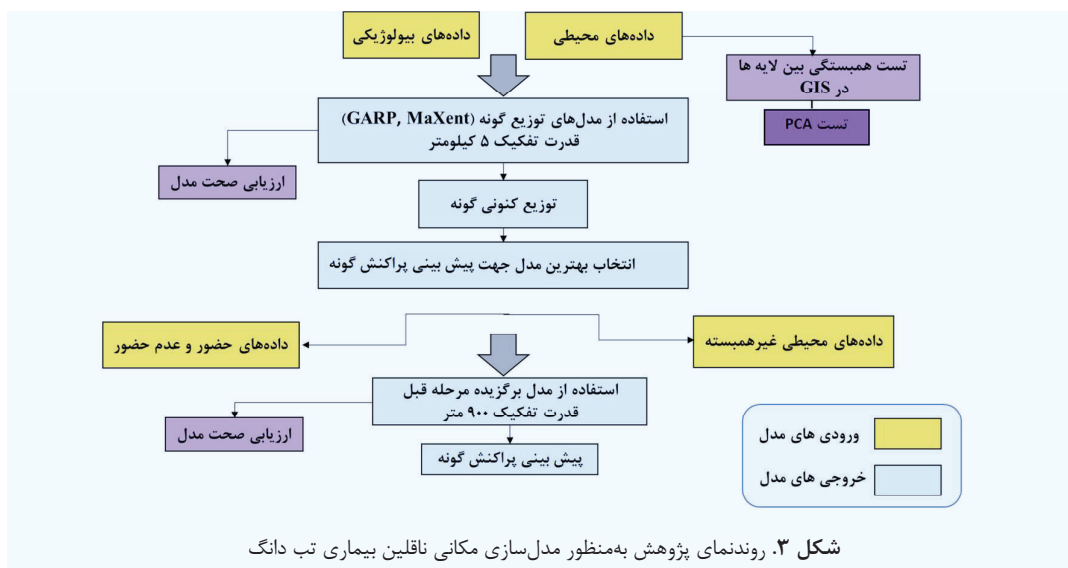 داده‌های بیولوژیکی
داده‌های محیطی
تست همبستگی بین لایه ها
در GIS
تست PCA
استفاده از مدل‌های توزیع گونه (GARP, MaXent)
قدرت تفکیک ۵ کیلومتر
ارزیابی صحت مدل
توزیع کنونی گونه
انتخاب بهترین مدل جهت پیش بینی پراکنش گونه
داده‌های محیطی غیرهمبسته
داده‌های حضور و عدم حضور
استفاده از مدل برگزیده مرحله قبل
قدرت تفکیک ۹۰۰ متر
ارزیابی صحت مدل
پیش بینی پراکنش گونه
ورودی های مدل
خروجی های مدل
شکل ۳. روندنمای پژوهش به‌منظور مدل‌سازی مکانی ناقلین بیماری تب دانگ